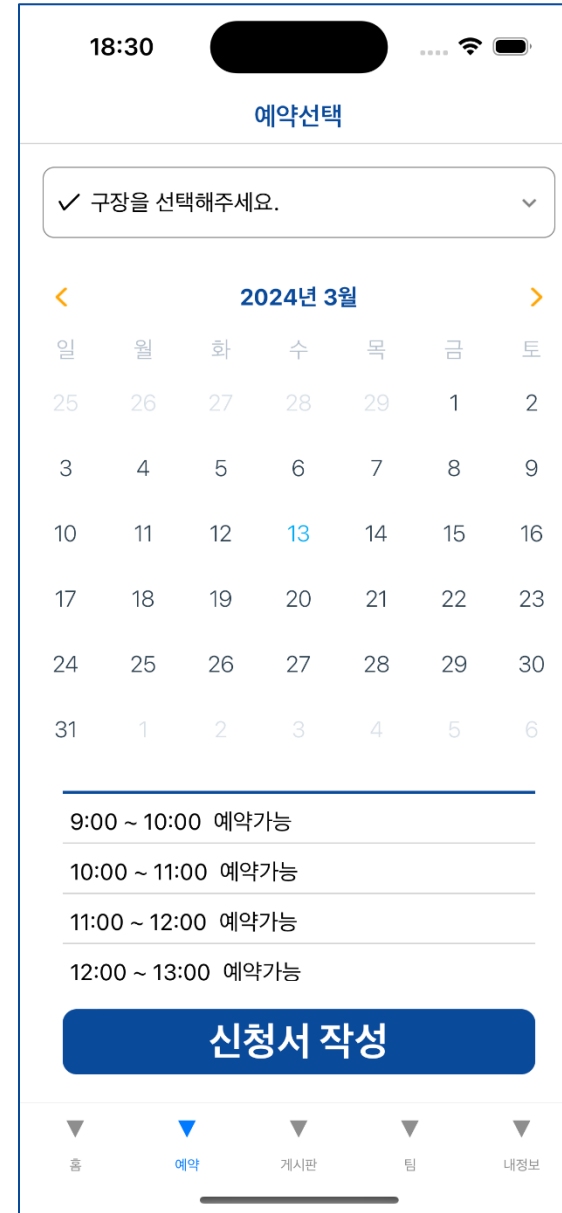 18:30
예약선택
구장을 선택해주세요.
2024년 3월
일 월 화 수 목 금 토
25 26 27 28 29 1 2
3 4 5 6 7 8 9
10 11 12 13 14 15 16
17 18 19 20 21 22 23
24 25 26 27 28 29 30
31 1 2 3 4 5 6
9:00 ~ 10:00 예약가능
10:00 ~ 11:00 예약가능
11:00 ~ 12:00 예약가능
12:00 ~ 13:00 예약가능
신청서 작성
홈 예약 게시판 팀 내정보